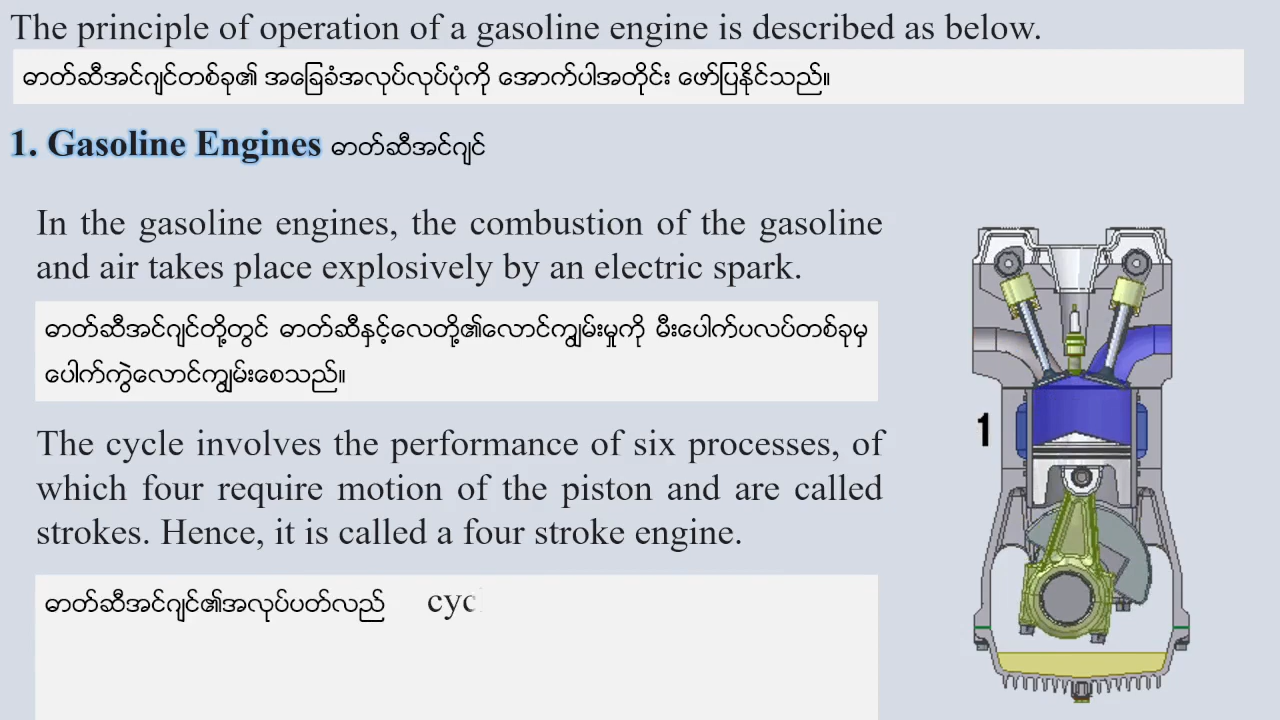 The principle of operation of a gasoline engine is described as below.
ဓာတ်ဆီအင်ဂျင်တစ်ခု၏ အခြေခံအလုပ်လုပ်ပုံကို အောက်ပါအတိုင်း ဖော်ပြနိုင်သည်။
1. Gasoline Engines ဓာတ်ဆီအင်ဂျင်
In the gasoline engines, the combustion of the gasoline
and air takes place explosively by an electric spark.
ဓာတ်ဆီအင်ဂျင်တို့တွင် ဓာတ်ဆီနှင့်လေတို့၏လောင်ကျွမ်းမှုကို မီးပေါက်ပလပ်တစ်ခုမှ
ပေါက်ကွဲလောင်ကျွမ်းစေသည်။
The cycle involves the performance of six processes, of
which four require motion of the piston and are called
strokes. Hence, it is called a four stroke engine.
ဓာတ်ဆီအင်ဂျင်၏အလုပ်ပတ်လည် cyc
1